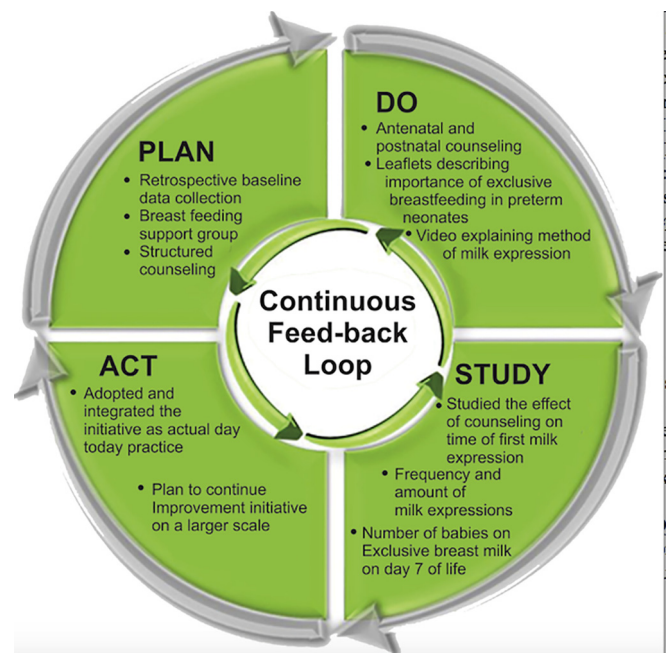 PLAN
• Retrospective baseline
data collection
• Breast feeding
support group
• Structured
counseling
DO
• Antenatal and
postnatal counseling
• Leaflets describing
importance of exclusive
breastfeeding in preterm
neonates
• Video explaining method
of milk expression
Continuous
Feed-back
Loop
STUDY
• Studied the effect
of counseling on
time of first milk
expression
• Frequency and
amount of
milk expressions
• Number of babies on
Exclusive breast milk
on day 7 of life
ACT
• Adopted and
integrated the
initiative as actual day
today practice
• Plan to continue
Improvement initiative
on a larger scale